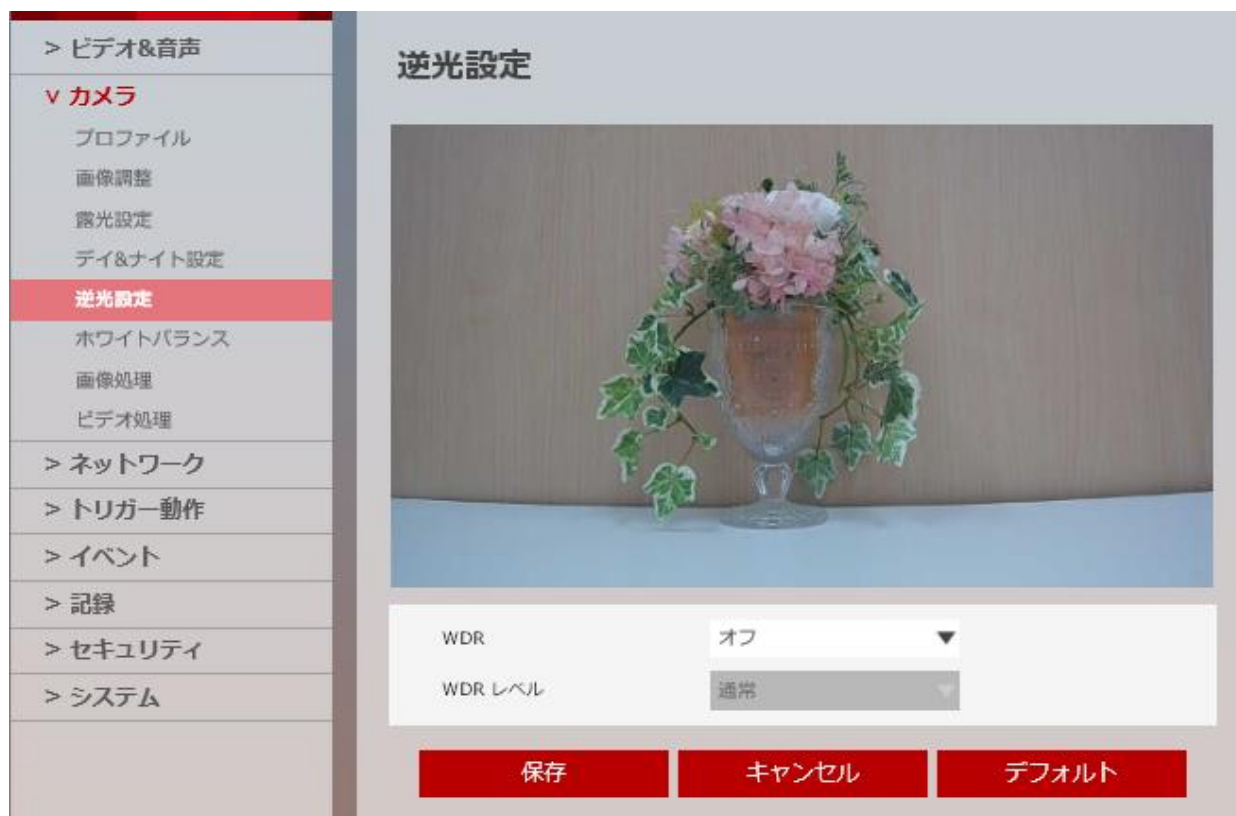 > ビデオ&音声
v カメラ
プロファイル
画像調整
露光設定
デイ&ナイト設定
逆光設定
ホワイトバランス
画像処理
ビデオ処理
> ネットワーク
> トリガー動作
> イベント
> 記録
> セキュリティ
> システム
逆光設定
WDR オフ
WDR レベル 通常
保存 キャンセル デフォルト